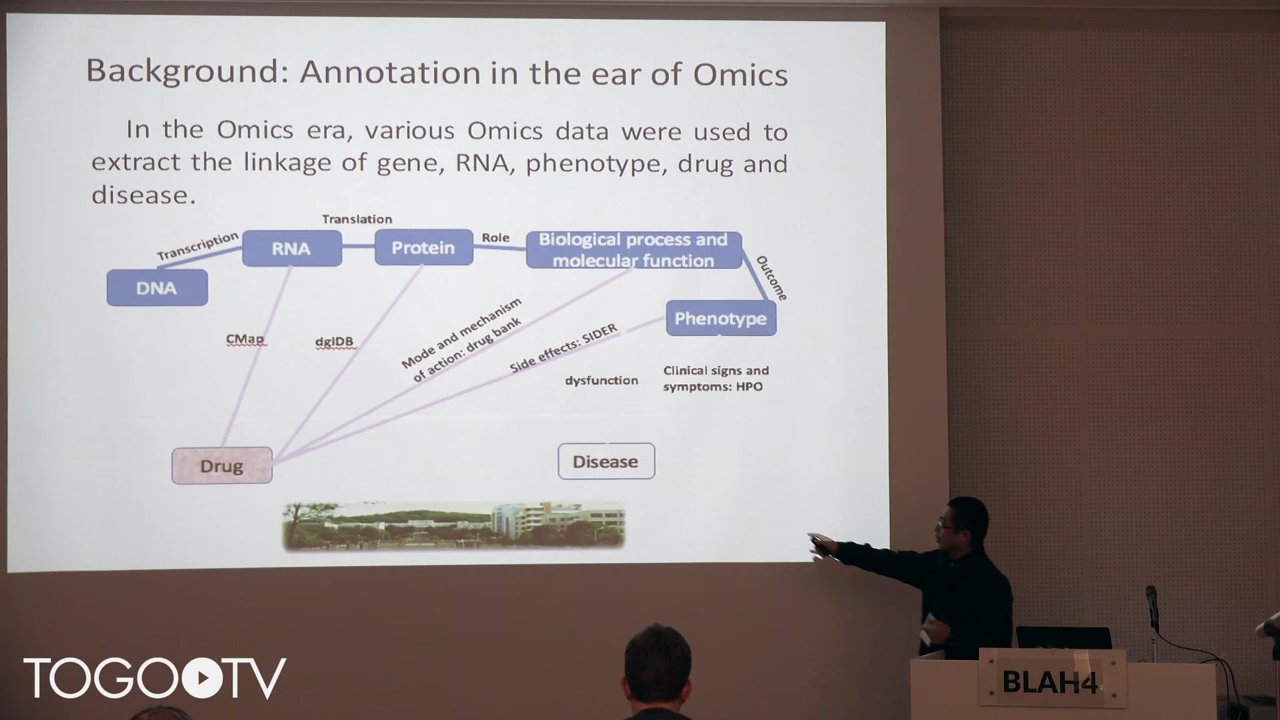 Background: Annotation in the ear of Omics
In the Omics era, various Omics data were used to
extract the linkage of gene, RNA, phenotype, drug and
disease.
Translation
Transcription
RNA
Protein
Role
Biological process and
molecular function
Outcome
DNA
Phenotype
CMap
dgIDB
Mode and mechanism
of action: drug bank
Side effects: SIDER
dysfunction
Clinical signs and
symptoms: HPO
Drug
Disease
TOGO TV
BLAH4